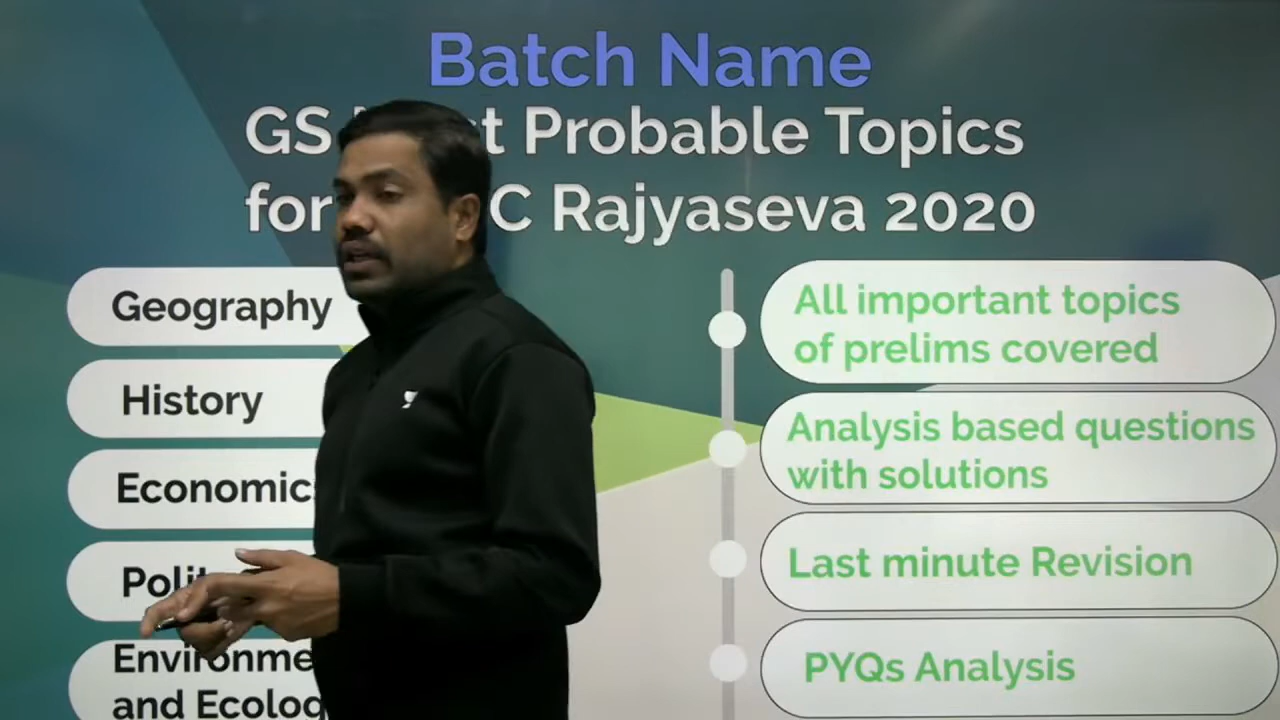 Batch Name
GS Probable Topics
for Rajyaseva 2020
Geography
History
All important topics
of prelims covered
Analysis based questions
with solutions
Last minute Revision
PYQs Analysis
and